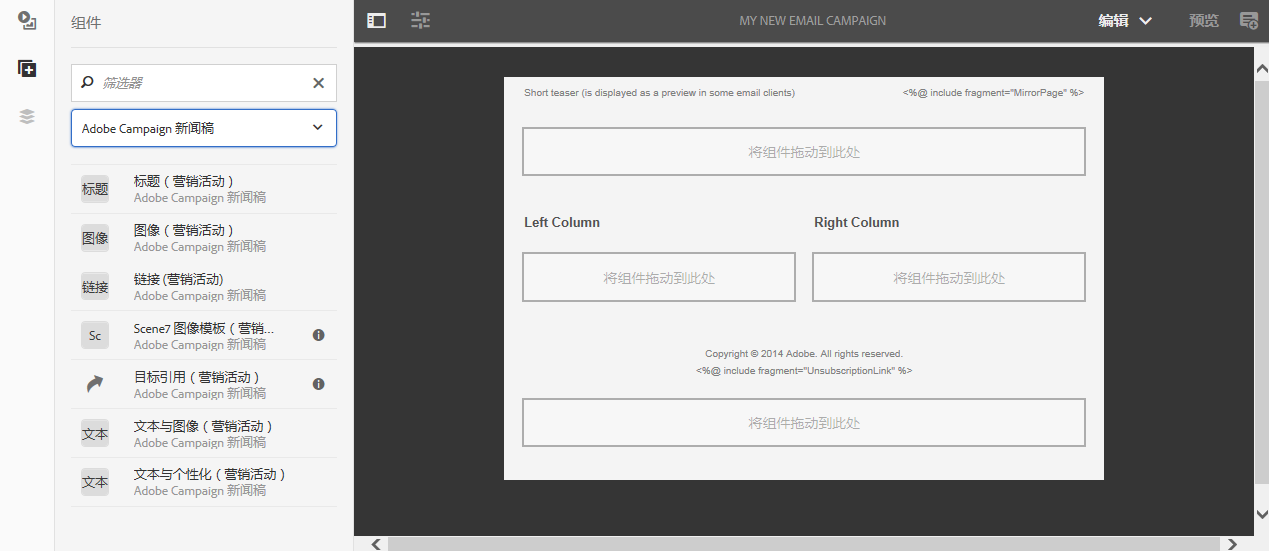 组件
筛选器
Adobe Campaign 新闻稿
标题
标题（营销活动）
Adobe Campaign 新闻稿
图像
图像（营销活动）
Adobe Campaign 新闻稿
链接
链接 (营销活动)
Adobe Campaign 新闻稿
Sc
Scene7 图像模板（营销...
Adobe Campaign 新闻稿
目标引用（营销活动）
Adobe Campaign 新闻稿
文本
文本与图像（营销活动）
Adobe Campaign 新闻稿
文本
文本与个性化（营销活动）
Adobe Campaign 新闻稿
MY NEW EMAIL CAMPAIGN
编辑
预览
Short teaser (is displayed as a preview in some email clients)
<%@ include fragment="MirrorPage" %>
将组件拖动到此处
Left Column
Right Column
将组件拖动到此处
将组件拖动到此处
Copyright © 2014 Adobe. All rights reserved.
<%@ include fragment="UnsubscriptionLink" %>
将组件拖动到此处